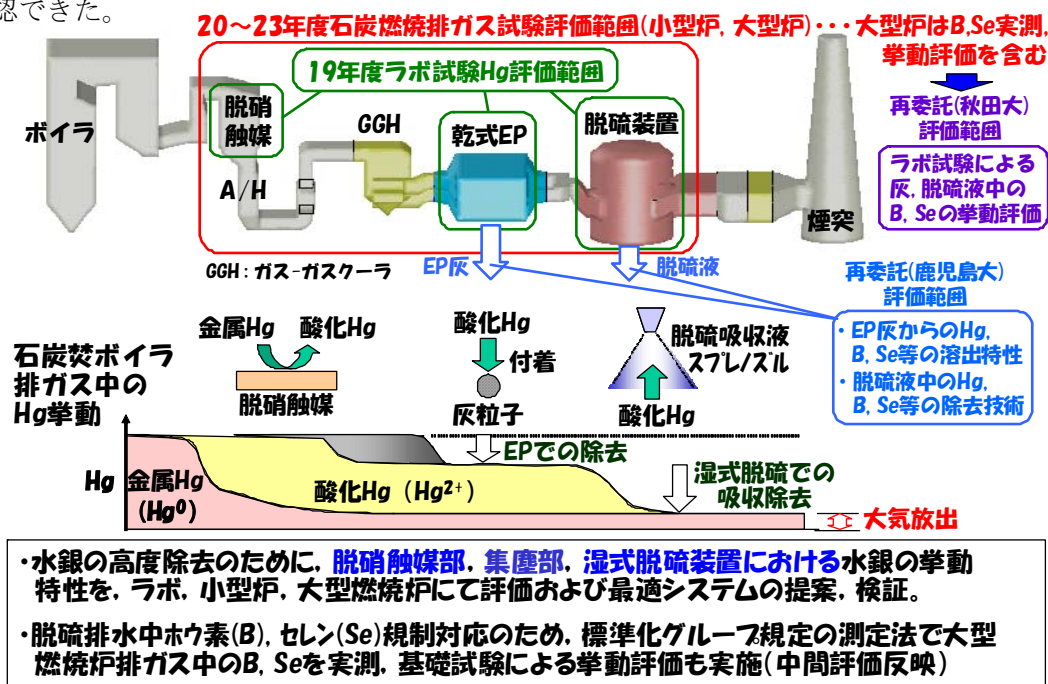 認できた。
20～23年度石炭燃焼排ガス試験評価範囲(小型炉, 大型炉)・・・大型炉はB,Se実測,
挙動評価を含む
19年度ラボ試験Hg評価範囲
再委託(秋田大)
評価範囲
ラボ試験による
灰, 脱硫液中の
B, Seの挙動評価
ボイラ
脱硝
触媒
A/H
GGH
乾式EP
脱硫装置
煙突
GGH：ガス-ガスクーラ
EP灰
脱硫液
再委託(鹿児島大)
評価範囲
・EP灰からのHg,
B, Se等の溶出特性
・脱硫液中のHg,
B, Se等の除去技術
石炭焚ボイラ
排ガス中の
Hg挙動
金属Hg
酸化Hg
脱硝触媒
酸化Hg
付着
灰粒子
脱硫吸収液
スプレノズル
酸化Hg
EPでの除去
湿式脱硫での
吸収除去
Hg
金属Hg
(Hg⁰)
酸化Hg (Hg²⁺)
大気放出
・水銀の高度除去のために, 脱硝触媒部, 集塵部, 湿式脱硫装置における水銀の挙動
特性を, ラボ, 小型炉, 大型燃焼炉にて評価および最適システムの提案, 検証。
・脱硫排水中ホウ素(B), セレン(Se)規制対応のため, 標準化グループ規定の測定法で大型
燃焼炉排ガス中のB, Seを実測, 基礎試験による挙動評価も実施(中間評価反映)